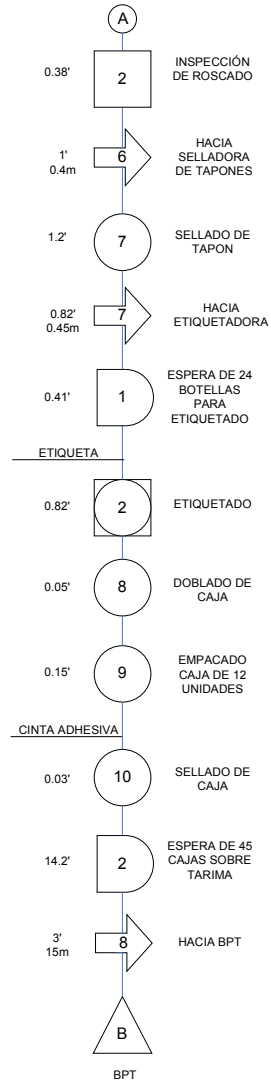 A
0.38'
2
INSPECCIÓN
DE ROSCADO
1'
0.4m
6
HACIA
SELLADORA
DE TAPONES
1.2'
7
SELLADO DE
TAPON
0.82'
0.45m
7
HACIA
ETIQUETADORA
0.41'
1
ESPERA DE 24
BOTELLAS
PARA
ETIQUETADO
ETIQUETA
0.82'
2
ETIQUETADO
0.05'
8
DOBLADO DE
CAJA
0.15'
9
EMPACADO
CAJA DE 12
UNIDADES
CINTA ADHESIVA
0.03'
10
SELLADO DE
CAJA
14.2'
2
ESPERA DE 45
CAJAS SOBRE
TARIMA
3'
15m
8
HACIA BPT
B
BPT